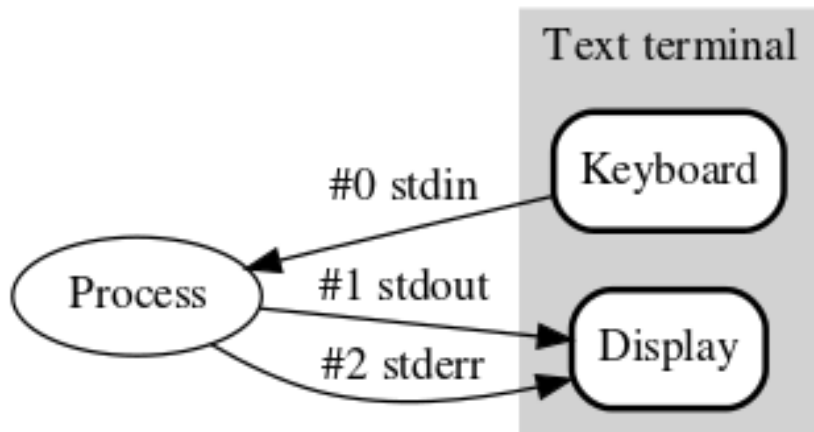 Text terminal
Keyboard
#0 stdin
Process
#1 stdout
#2 stderr
Display